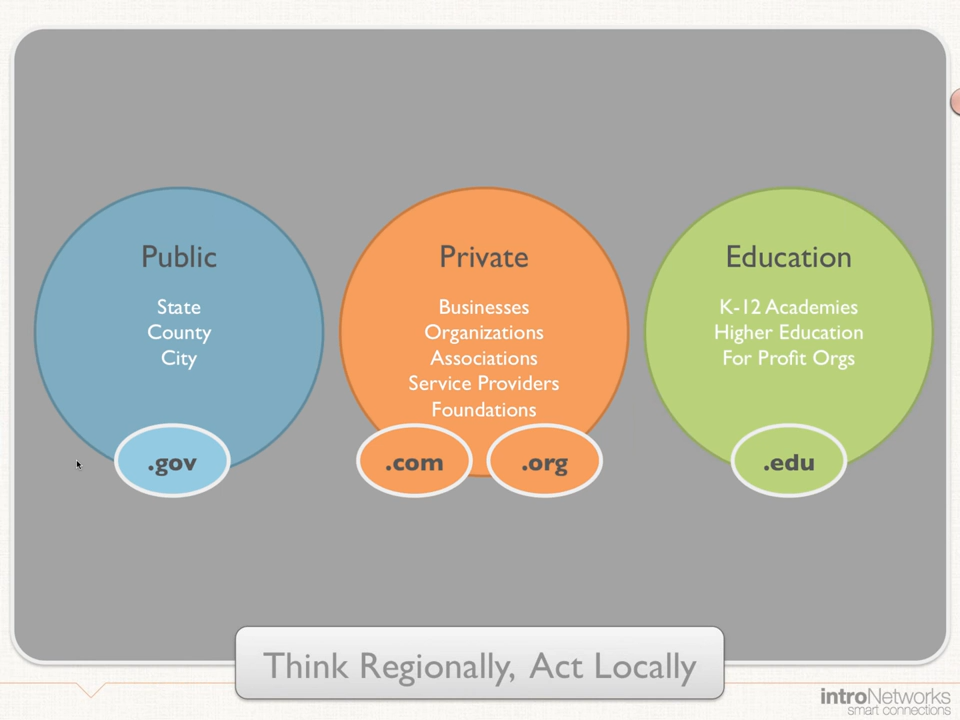 Public
State
County
City
.gov
Private
Businesses
Organizations
Associations
Service Providers
Foundations
.com
.org
Education
K-12 Academies
Higher Education
For Profit Orgs
.edu
Think Regionally, Act Locally
introNetworks
smart connections